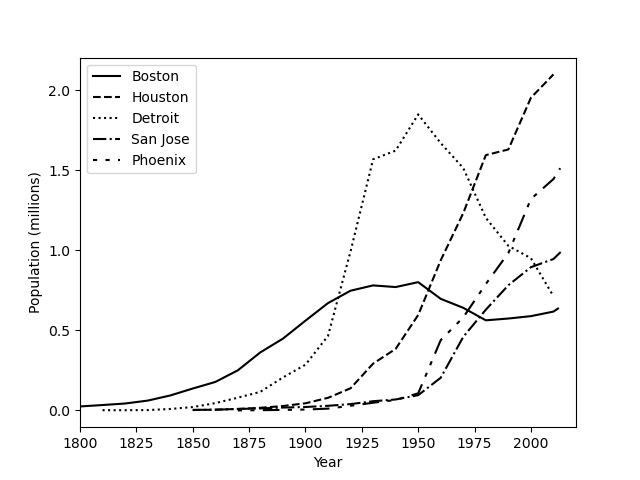 Boston
Houston
Detroit
San Jose
Phoenix
2.0
1.5
1.0
0.5
0.0
Population (millions)
1800 1825 1850 1875 1900 1925 1950 1975 2000
Year